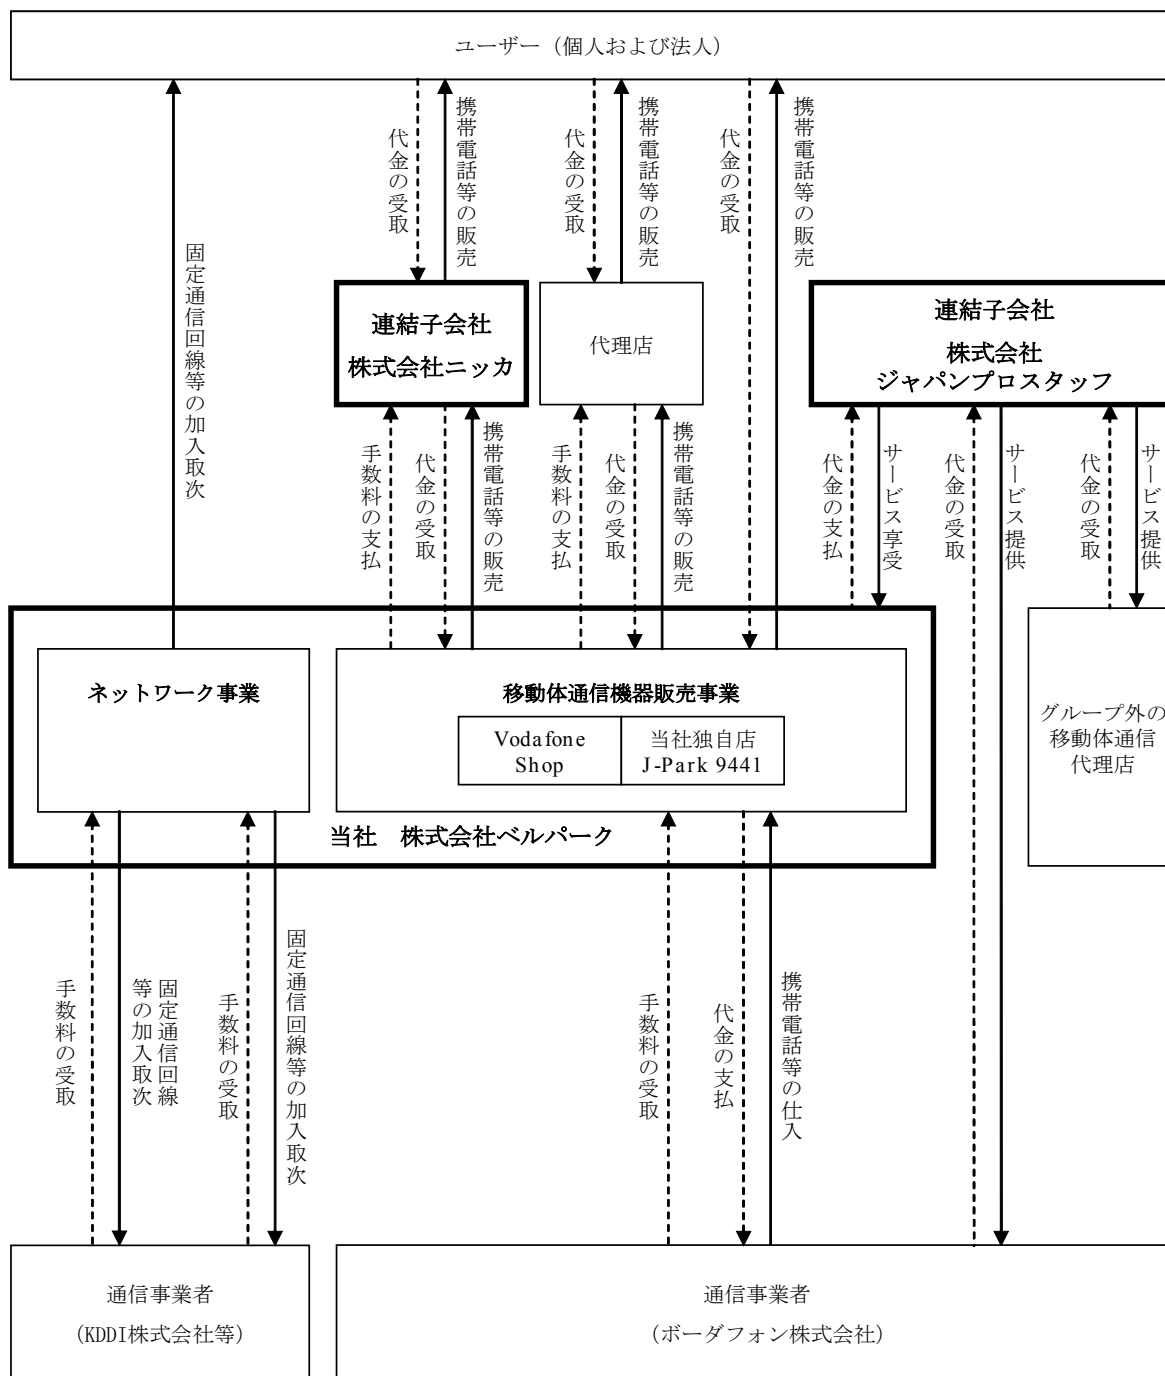 ユーザー（個人および法人）
固定通信回線等の加入取次
代金の受取
携帯電話等の販売
代金の受取
携帯電話等の販売
代金の受取
携帯電話等の販売
連結子会社
株式会社ニッカ
代理店
連結子会社
株式会社
ジャパンプロスタッフ
手数料の支払
代金の受取
携帯電話等の販売
手数料の支払
代金の受取
携帯電話等の販売
代金の支払
サービス享受
代金の受取
サービス提供
代金の受取
サービス提供
ネットワーク事業
移動体通信機器販売事業
Vodafone
Shop
当社独自店
J-Park 9441
当社　株式会社ベルパーク
グループ外の
移動体通信
代理店
手数料の受取
固定通信回線
等の加入取次
手数料の受取
固定通信回線等の加入取次
手数料の受取
代金の支払
携帯電話等の仕入
通信事業者
（KDDI株式会社等）
通信事業者
（ボーダフォン株式会社）